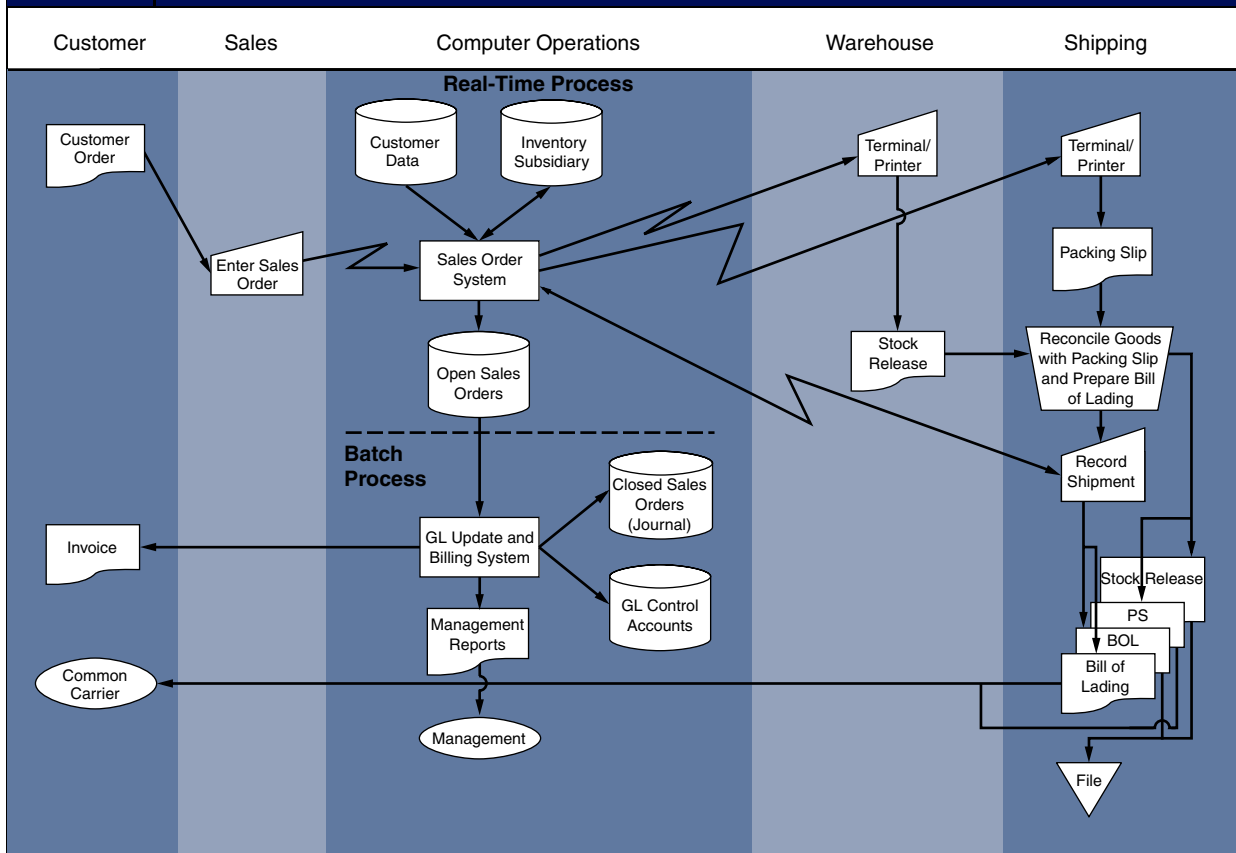 Customer
Sales
Computer Operations
Warehouse
Shipping
Real-Time Process
Customer
Order
Customer
Data
Inventory
Subsidiary
Terminal/
Printer
Terminal/
Printer
Enter Sales
Order
Sales Order
System
Packing Slip
Open Sales
Orders
Stock
Release
Reconcile Goods
with Packing Slip
and Prepare Bill
of Lading
Batch
Process
Closed Sales
Orders
(Journal)
Record
Shipment
Invoice
GL Update and
Billing System
GL Control
Accounts
Stock Release
PS
BOL
Bill of
Lading
Management
Reports
Common
Carrier
Management
File